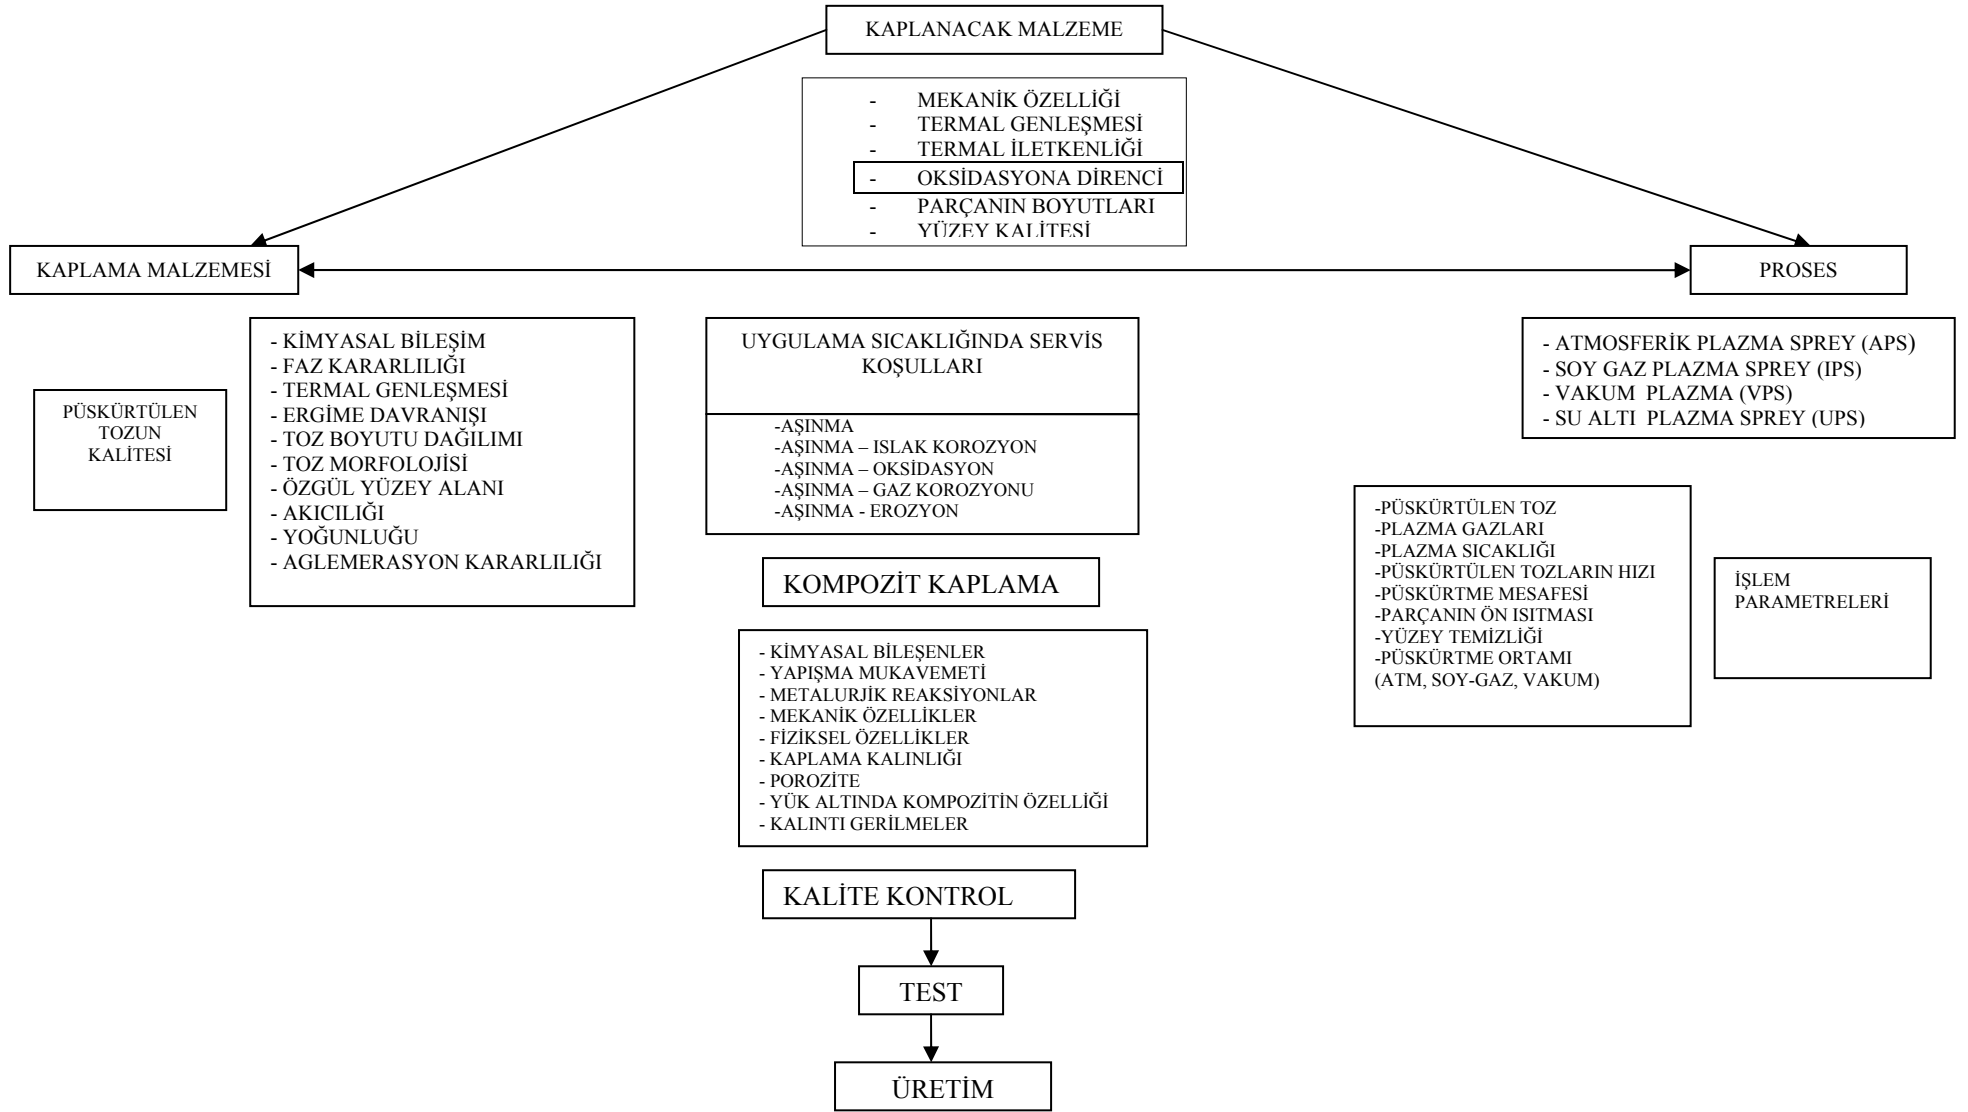 KAPLANACAK MALZEME
- MEKANİK ÖZELLİĞİ
- TERMAL GENLEŞMESİ
- TERMAL İLETKENLİĞİ
- OKSİDASYONA DİRENCİ
- PARÇANIN BOYUTLARI
- YÜZEY KALİTESİ
KAPLAMA MALZEMESİ
PROSES
PÜSKÜRTÜLEN
TOZUN
KALİTESİ
- KİMYASAL BİLEŞİM
- FAZ KARARLILIĞI
- TERMAL GENLEŞMESİ
- ERGİME DAVRANIŞI
- TOZ BOYUTU DAĞILIMI
- TOZ MORFOLOJİSİ
- ÖZGÜL YÜZEY ALANI
- AKICILIĞI
- YOĞUNLUĞU
- AGLEMERASYON KARARLILIĞI
UYGULAMA SICAKLIĞINDA SERVİS
KOŞULLARI
-AŞINMA
-AŞINMA – ISLAK KOROZYON
-AŞINMA – OKSİDASYON
-AŞINMA – GAZ KOROZYONU
-AŞINMA - EROZYON
- ATMOSFERİK PLAZMA SPREY (APS)
- SOY GAZ PLAZMA SPREY (IPS)
- VAKUM PLAZMA (VPS)
- SU ALTI PLAZMA SPREY (UPS)
-PÜSKÜRTÜLEN TOZ
-PLAZMA GAZLARI
-PLAZMA SICAKLIĞI
-PÜSKÜRTÜLEN TOZLARIN HIZI
-PÜSKÜRTME MESAFESİ
-PARÇANIN ÖN ISITMASI
-YÜZEY TEMİZLİĞİ
-PÜSKÜRTME ORTAMI
(ATM, SOY-GAZ, VAKUM)
İŞLEM
PARAMETRELERİ
KOMPOZİT KAPLAMA
- KİMYASAL BİLEŞENLER
- YAPIŞMA MUKAVEMETİ
- METALURJİK REAKSİYONLAR
- MEKANİK ÖZELLİKLER
- FİZİKSEL ÖZELLİKLER
- KAPLAMA KALINLIĞI
- POROZİTE
- YÜK ALTINDA KOMPOZİTİN ÖZELLİĞİ
- KALINTI GERİLMELER
KALİTE KONTROL
TEST
ÜRETİM